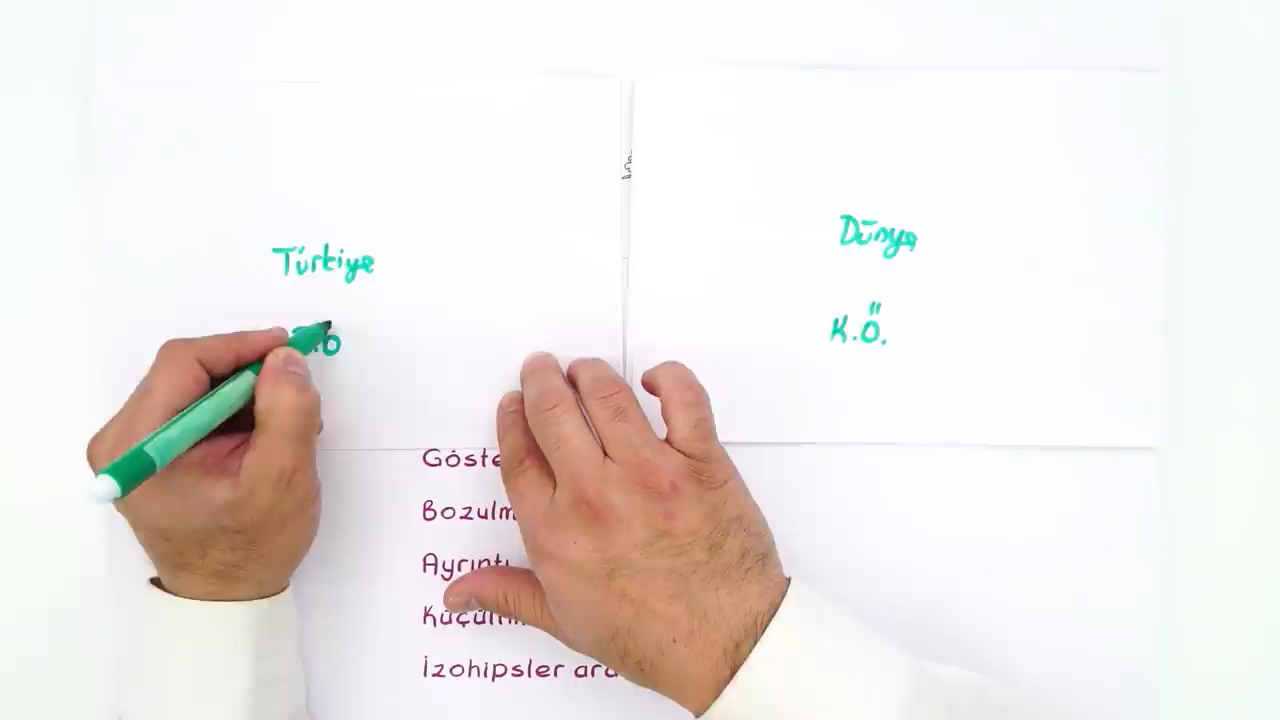 Türkiye
Dünya
K.Ö.
Göste
Bozulm
Ayrıntı
Küçülm
İzohipsler ara